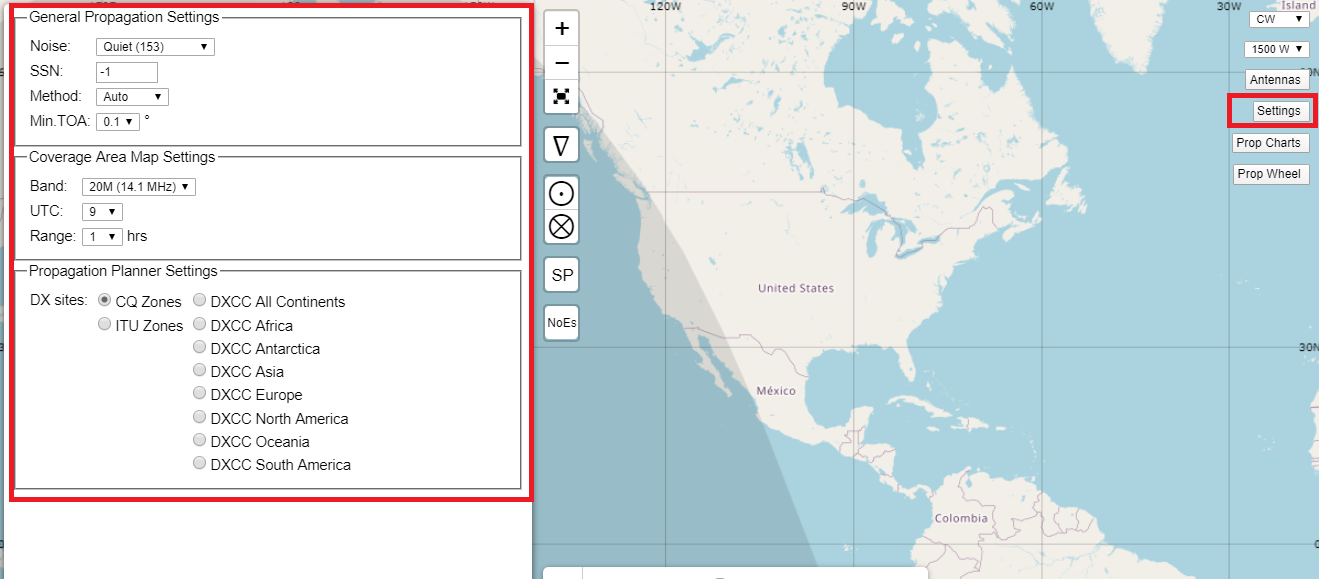 General Propagation Settings
Noise: Quiet (153)
SSN: -1
Method: Auto
Min.TOA: 0.1 °
Coverage Area Map Settings
Band: 20M (14.1 MHz)
UTC: 9
Range: 1 hrs
Propagation Planner Settings
DX sites: CQ Zones DXCC All Continents
ITU Zones DXCC Africa
DXCC Antarctica
DXCC Asia
DXCC Europe
DXCC North America
DXCC Oceania
DXCC South America
+
−
SP
NoEs
120W 90W 60W 30W
Island
CW
1500 W
Antennas
Settings
Prop Charts
Prop Wheel
United States
30N
México
Colombia